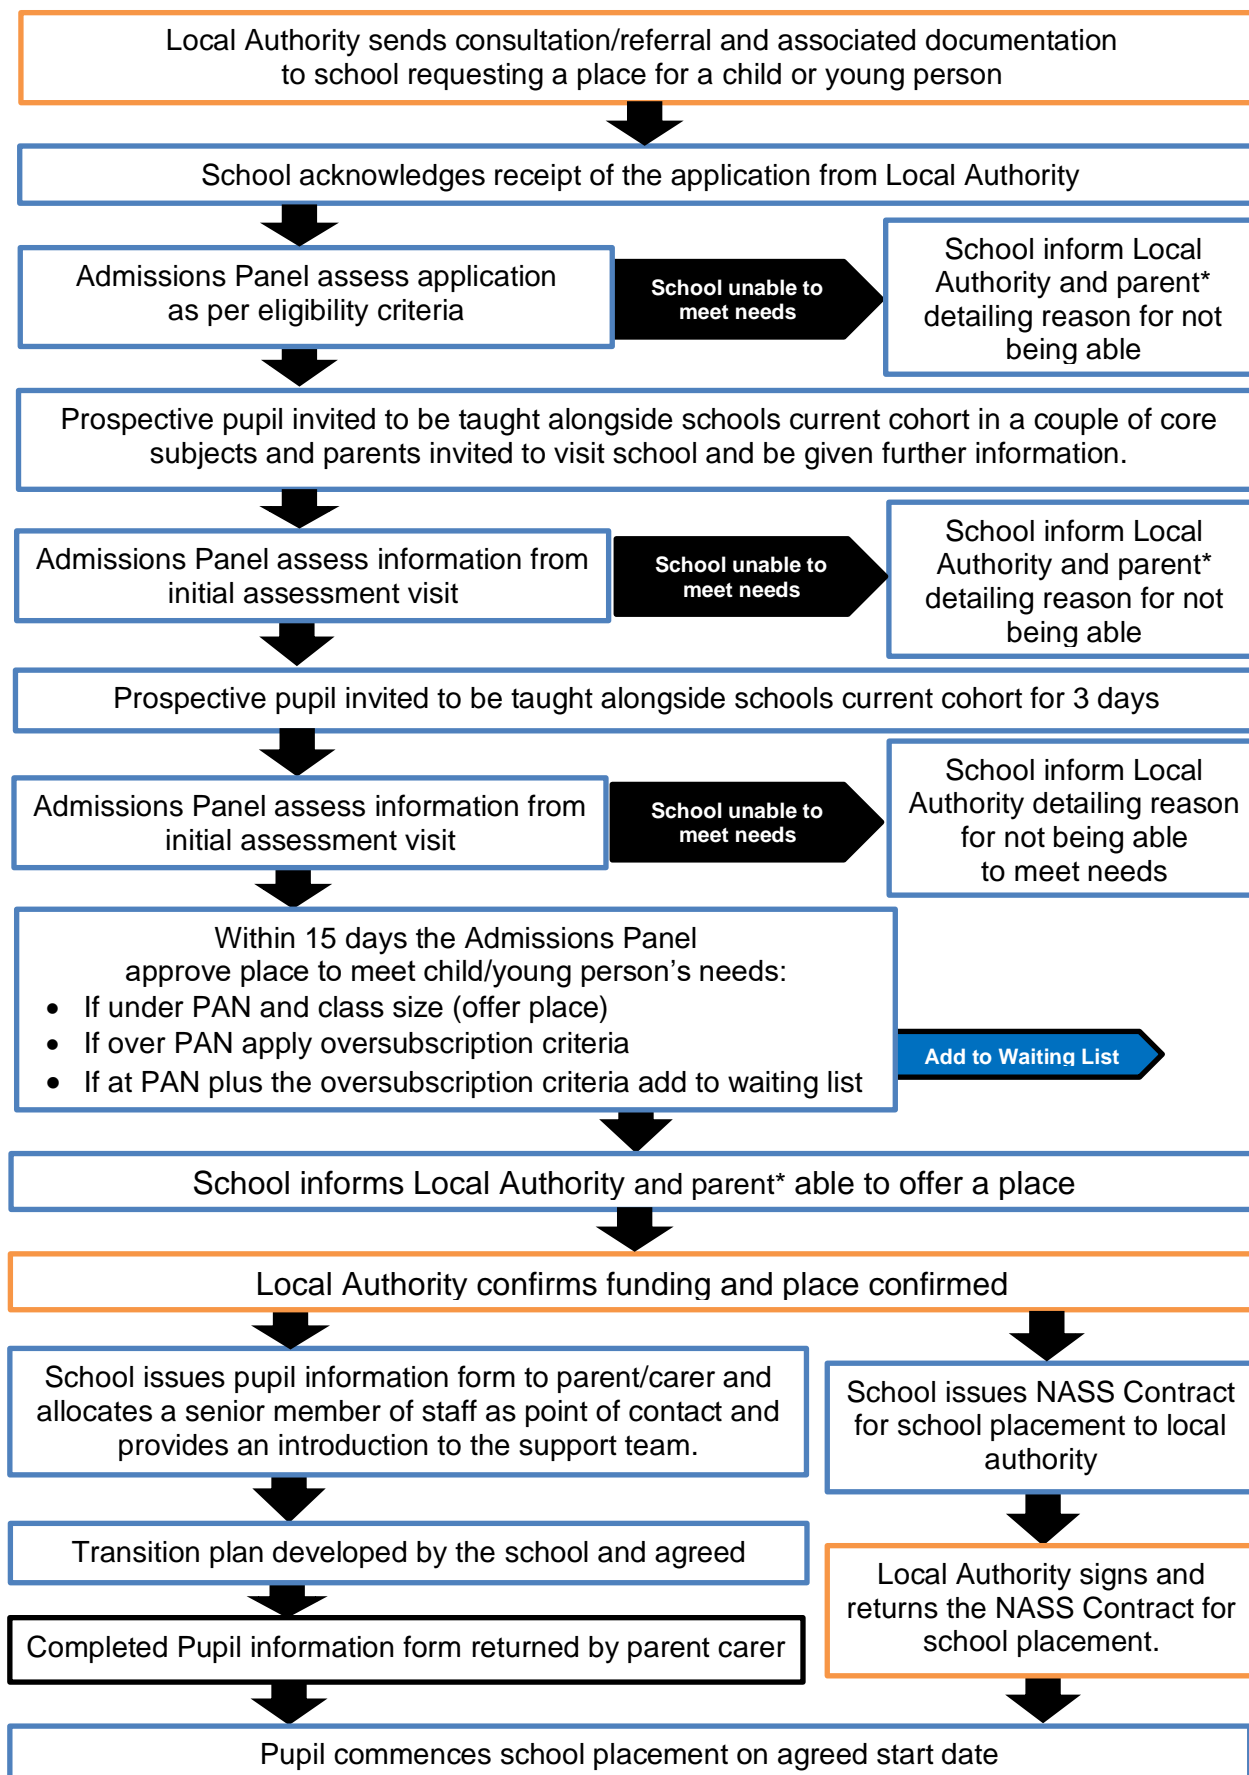 Local Authority sends consultation/referral and associated documentation
to school requesting a place for a child or young person
School acknowledges receipt of the application from Local Authority
Admissions Panel assess application
as per eligibility criteria
School unable to
meet needs
School inform Local
Authority and parent*
detailing reason for not
being able
Prospective pupil invited to be taught alongside schools current cohort in a couple of core
subjects and parents invited to visit school and be given further information.
Admissions Panel assess information from
initial assessment visit
School unable to
meet needs
School inform Local
Authority and parent*
detailing reason for not
being able
Prospective pupil invited to be taught alongside schools current cohort for 3 days
Admissions Panel assess information from
initial assessment visit
School unable to
meet needs
School inform Local
Authority detailing reason
for not being able
to meet needs
Within 15 days the Admissions Panel
approve place to meet child/young person's needs:
• If under PAN and class size (offer place)
• If over PAN apply oversubscription criteria
• If at PAN plus the oversubscription criteria add to waiting list
Add to Waiting List
School informs Local Authority and parent* able to offer a place
Local Authority confirms funding and place confirmed
School issues pupil information form to parent/carer and
allocates a senior member of staff as point of contact and
provides an introduction to the support team.
School issues NASS Contract
for school placement to local
authority
Transition plan developed by the school and agreed
Local Authority signs and
returns the NASS Contract for
school placement.
Completed Pupil information form returned by parent carer
Pupil commences school placement on agreed start date